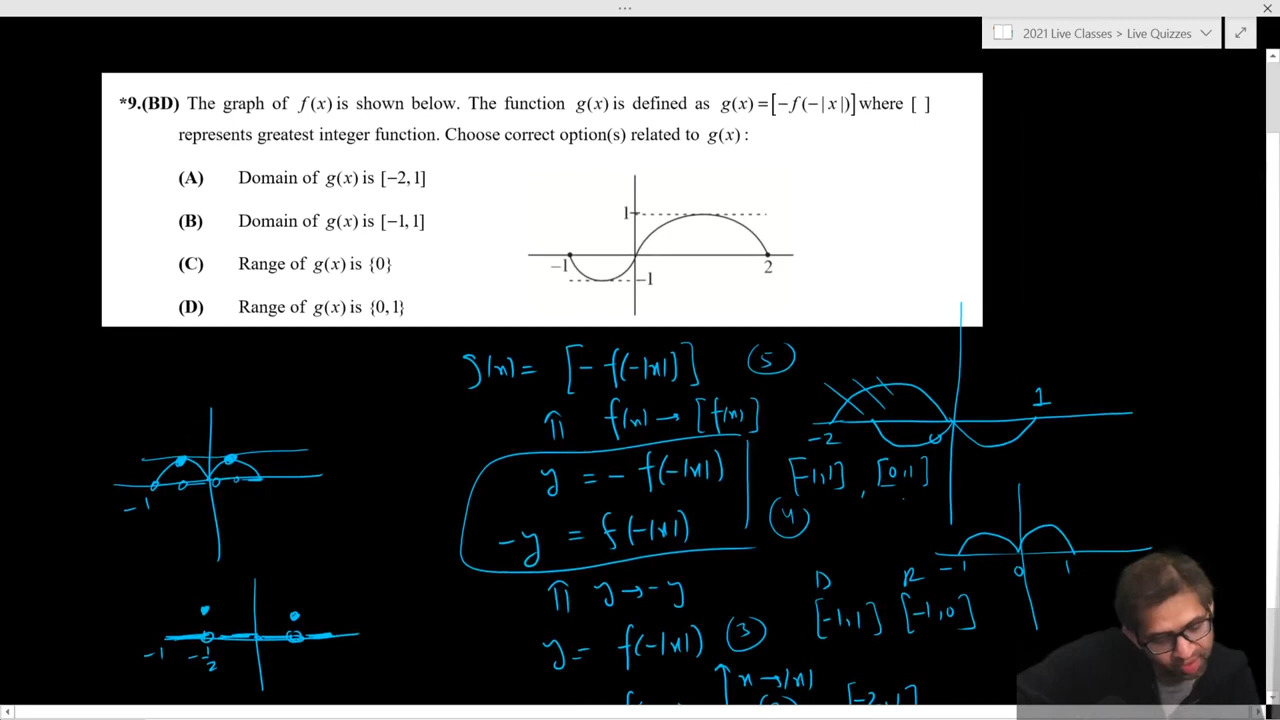 2021 Live Classes > Live Quizzes
*9.(BD) The graph of f(x) is shown below. The function g(x) is defined as g(x) = [−f(−|x|)] where [ ]
represents greatest integer function. Choose correct option(s) related to g(x) :
(A) Domain of g(x) is [−2, 1]
(B) Domain of g(x) is [−1, 1]
(C) Range of g(x) is {0}
(D) Range of g(x) is {0, 1}
1
−1
2
−1
g(x) = [− f(−|x|)] (5)
f(x) → [f(x)]
y = − f(−|x|)
−y = f(−|x|) (4)
y → −y
y = f(−|x|) (3)
x → |x|
−2
1
[−1,1] , [0,1]
−1
0
1
D R
[−1,1] [−1,0]
[−2,1]
−1
−1 −1/2